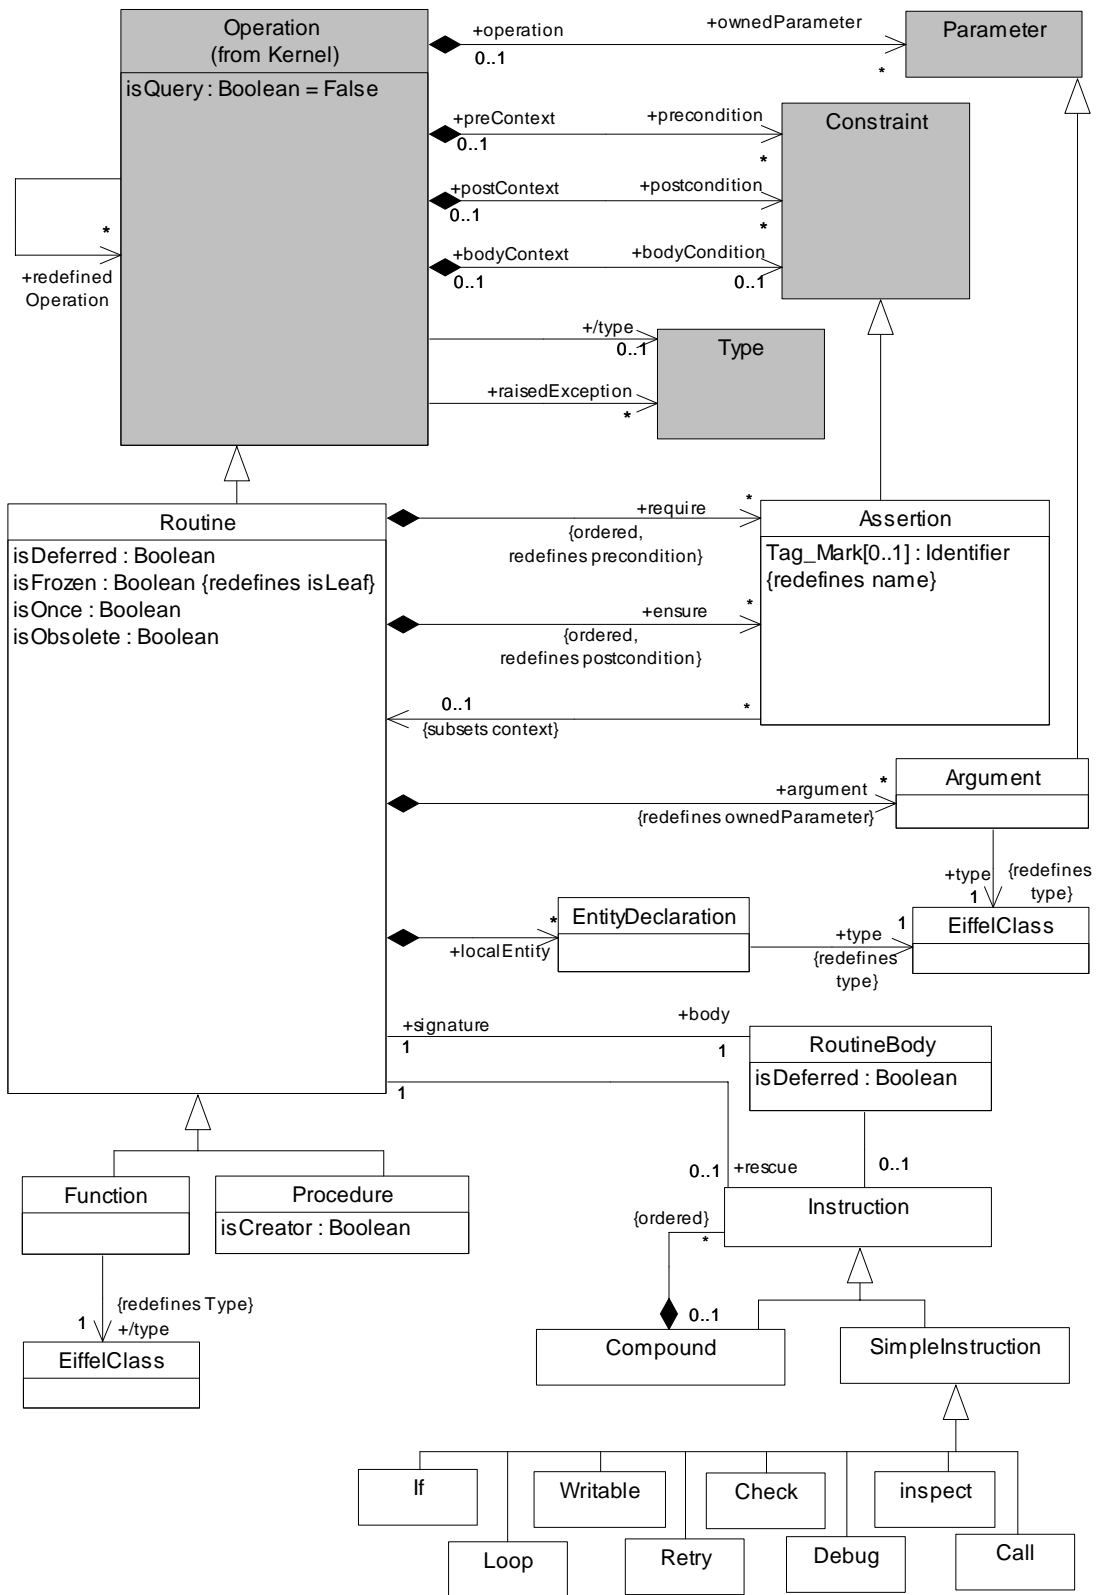 Operation
(from Kernel)
isQuery : Boolean = False
+operation
0..1
+ownedParameter
*
Parameter
+preContext
0..1
+precondition
*
Constraint
+postContext
0..1
+postcondition
*
+bodyContext
0..1
+bodyCondition
0..1
*
+redefined
Operation
+/type
0..1
Type
+raisedException
*
Routine
isDeferred : Boolean
isFrozen : Boolean {redefines isLeaf}
isOnce : Boolean
isObsolete : Boolean
+require
*
{ordered,
redefines precondition}
Assertion
Tag_Mark[0..1] : Identifier
{redefines name}
+ensure
*
{ordered,
redefines postcondition}
0..1
*
{subsets context}
+argument
*
{redefines ownedParameter}
Argument
+type
1
{redefines
type}
*
+localEntity
EntityDeclaration
+type
1
{redefines
type}
EiffelClass
+signature
1
+body
1
RoutineBody
isDeferred : Boolean
1
0..1
+rescue
0..1
Instruction
{ordered}
*
0..1
Compound
SimpleInstruction
Function
Procedure
isCreator : Boolean
{redefines Type}
1
+/type
EiffelClass
If
Writable
Check
inspect
Loop
Retry
Debug
Call